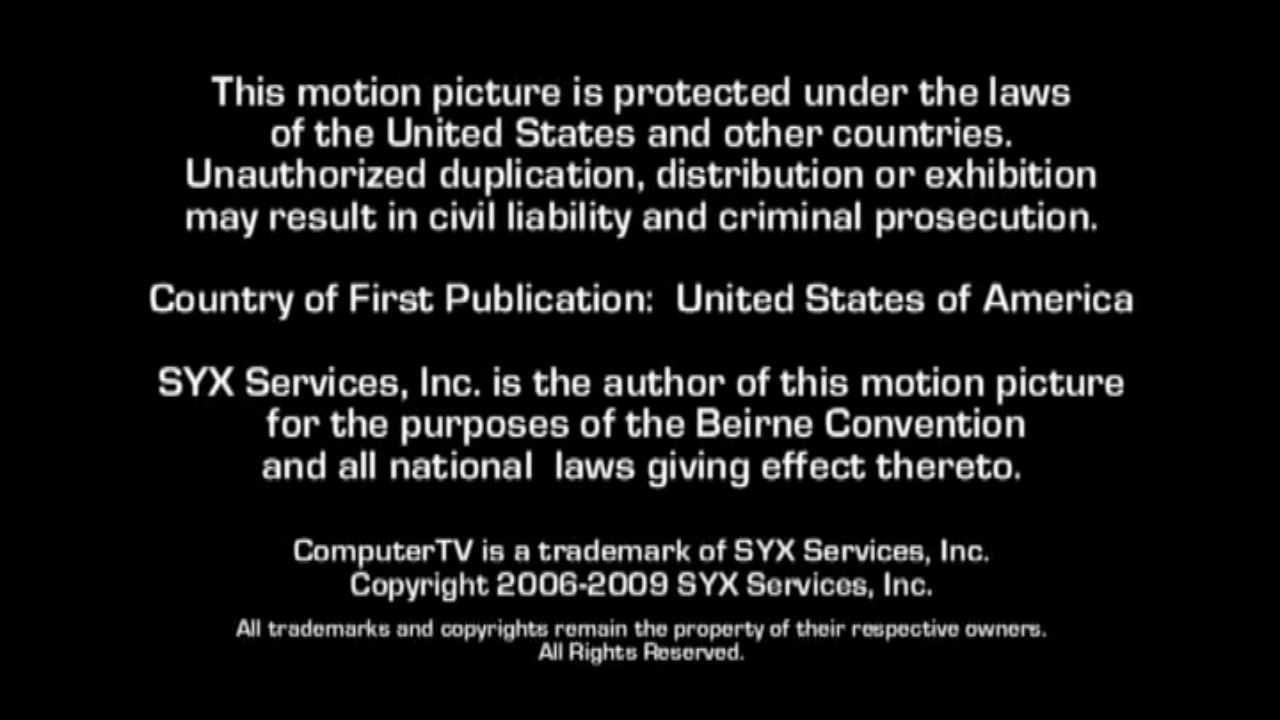 This motion picture is protected under the laws
of the United States and other countries.
Unauthorized duplication, distribution or exhibition
may result in civil liability and criminal prosecution.
Country of First Publication:  United States of America
SYX Services, Inc. is the author of this motion picture
for the purposes of the Beirne Convention
and all national  laws giving effect thereto.
ComputerTV is a trademark of SYX Services, Inc.
Copyright 2006-2009 SYX Services, Inc.
All trademarks and copyrights remain the property of their respective owners.
All Rights Reserved.